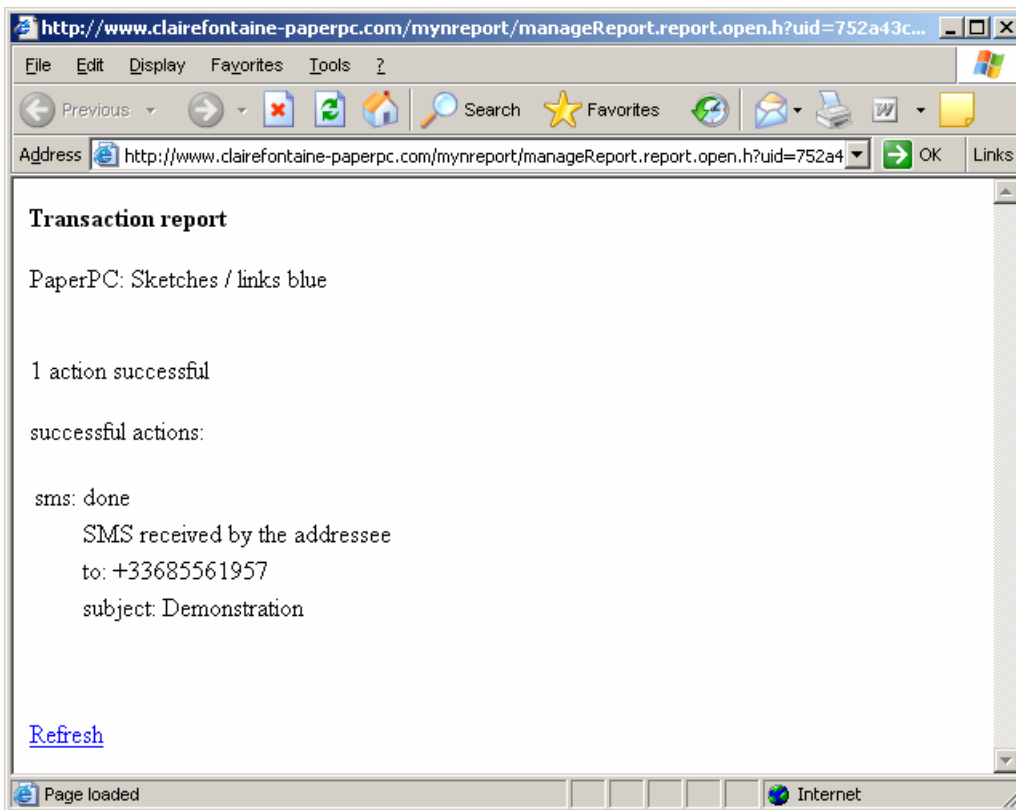 http://www.clairefontaine-paperpc.com/mynreport/manageReport.report.open.h?uid=752a43c...
File Edit Display Favorites Tools ?
Previous Search Favorites
Address http://www.clairefontaine-paperpc.com/mynreport/manageReport.report.open.h?uid=752a4 OK Links
Transaction report
PaperPC: Sketches / links blue
1 action successful
successful actions:
sms: done
SMS received by the addressee
to: +33685561957
subject: Demonstration
Refresh
Page loaded Internet